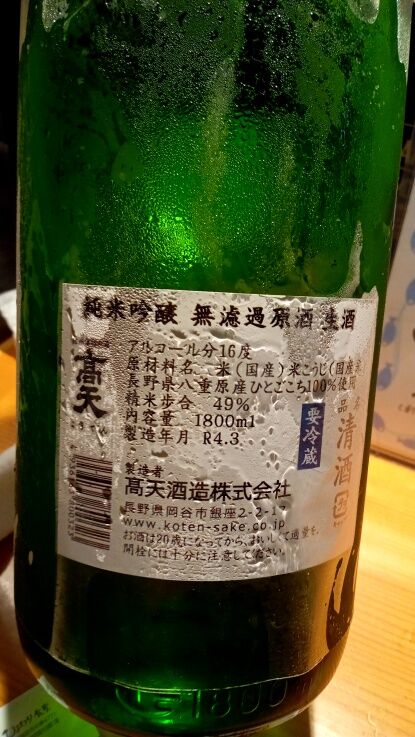 純米吟醸 無濾過原酒 生酒
アルコール分16度
原材料名 米(国産)米こうじ(国産米)
長野県八重原産ひとごこち100%使用
精米歩合 49%
内容量 1800ml
製造年月 R4.3
製造者
髙天酒造株式会社
長野県岡谷市銀座2-2-17
www.koten-sake.co.jp
お酒は20歳になってから。おいしく適量を。
開栓には十分に注意してください。
髙天
要冷蔵
品名
清酒
1800